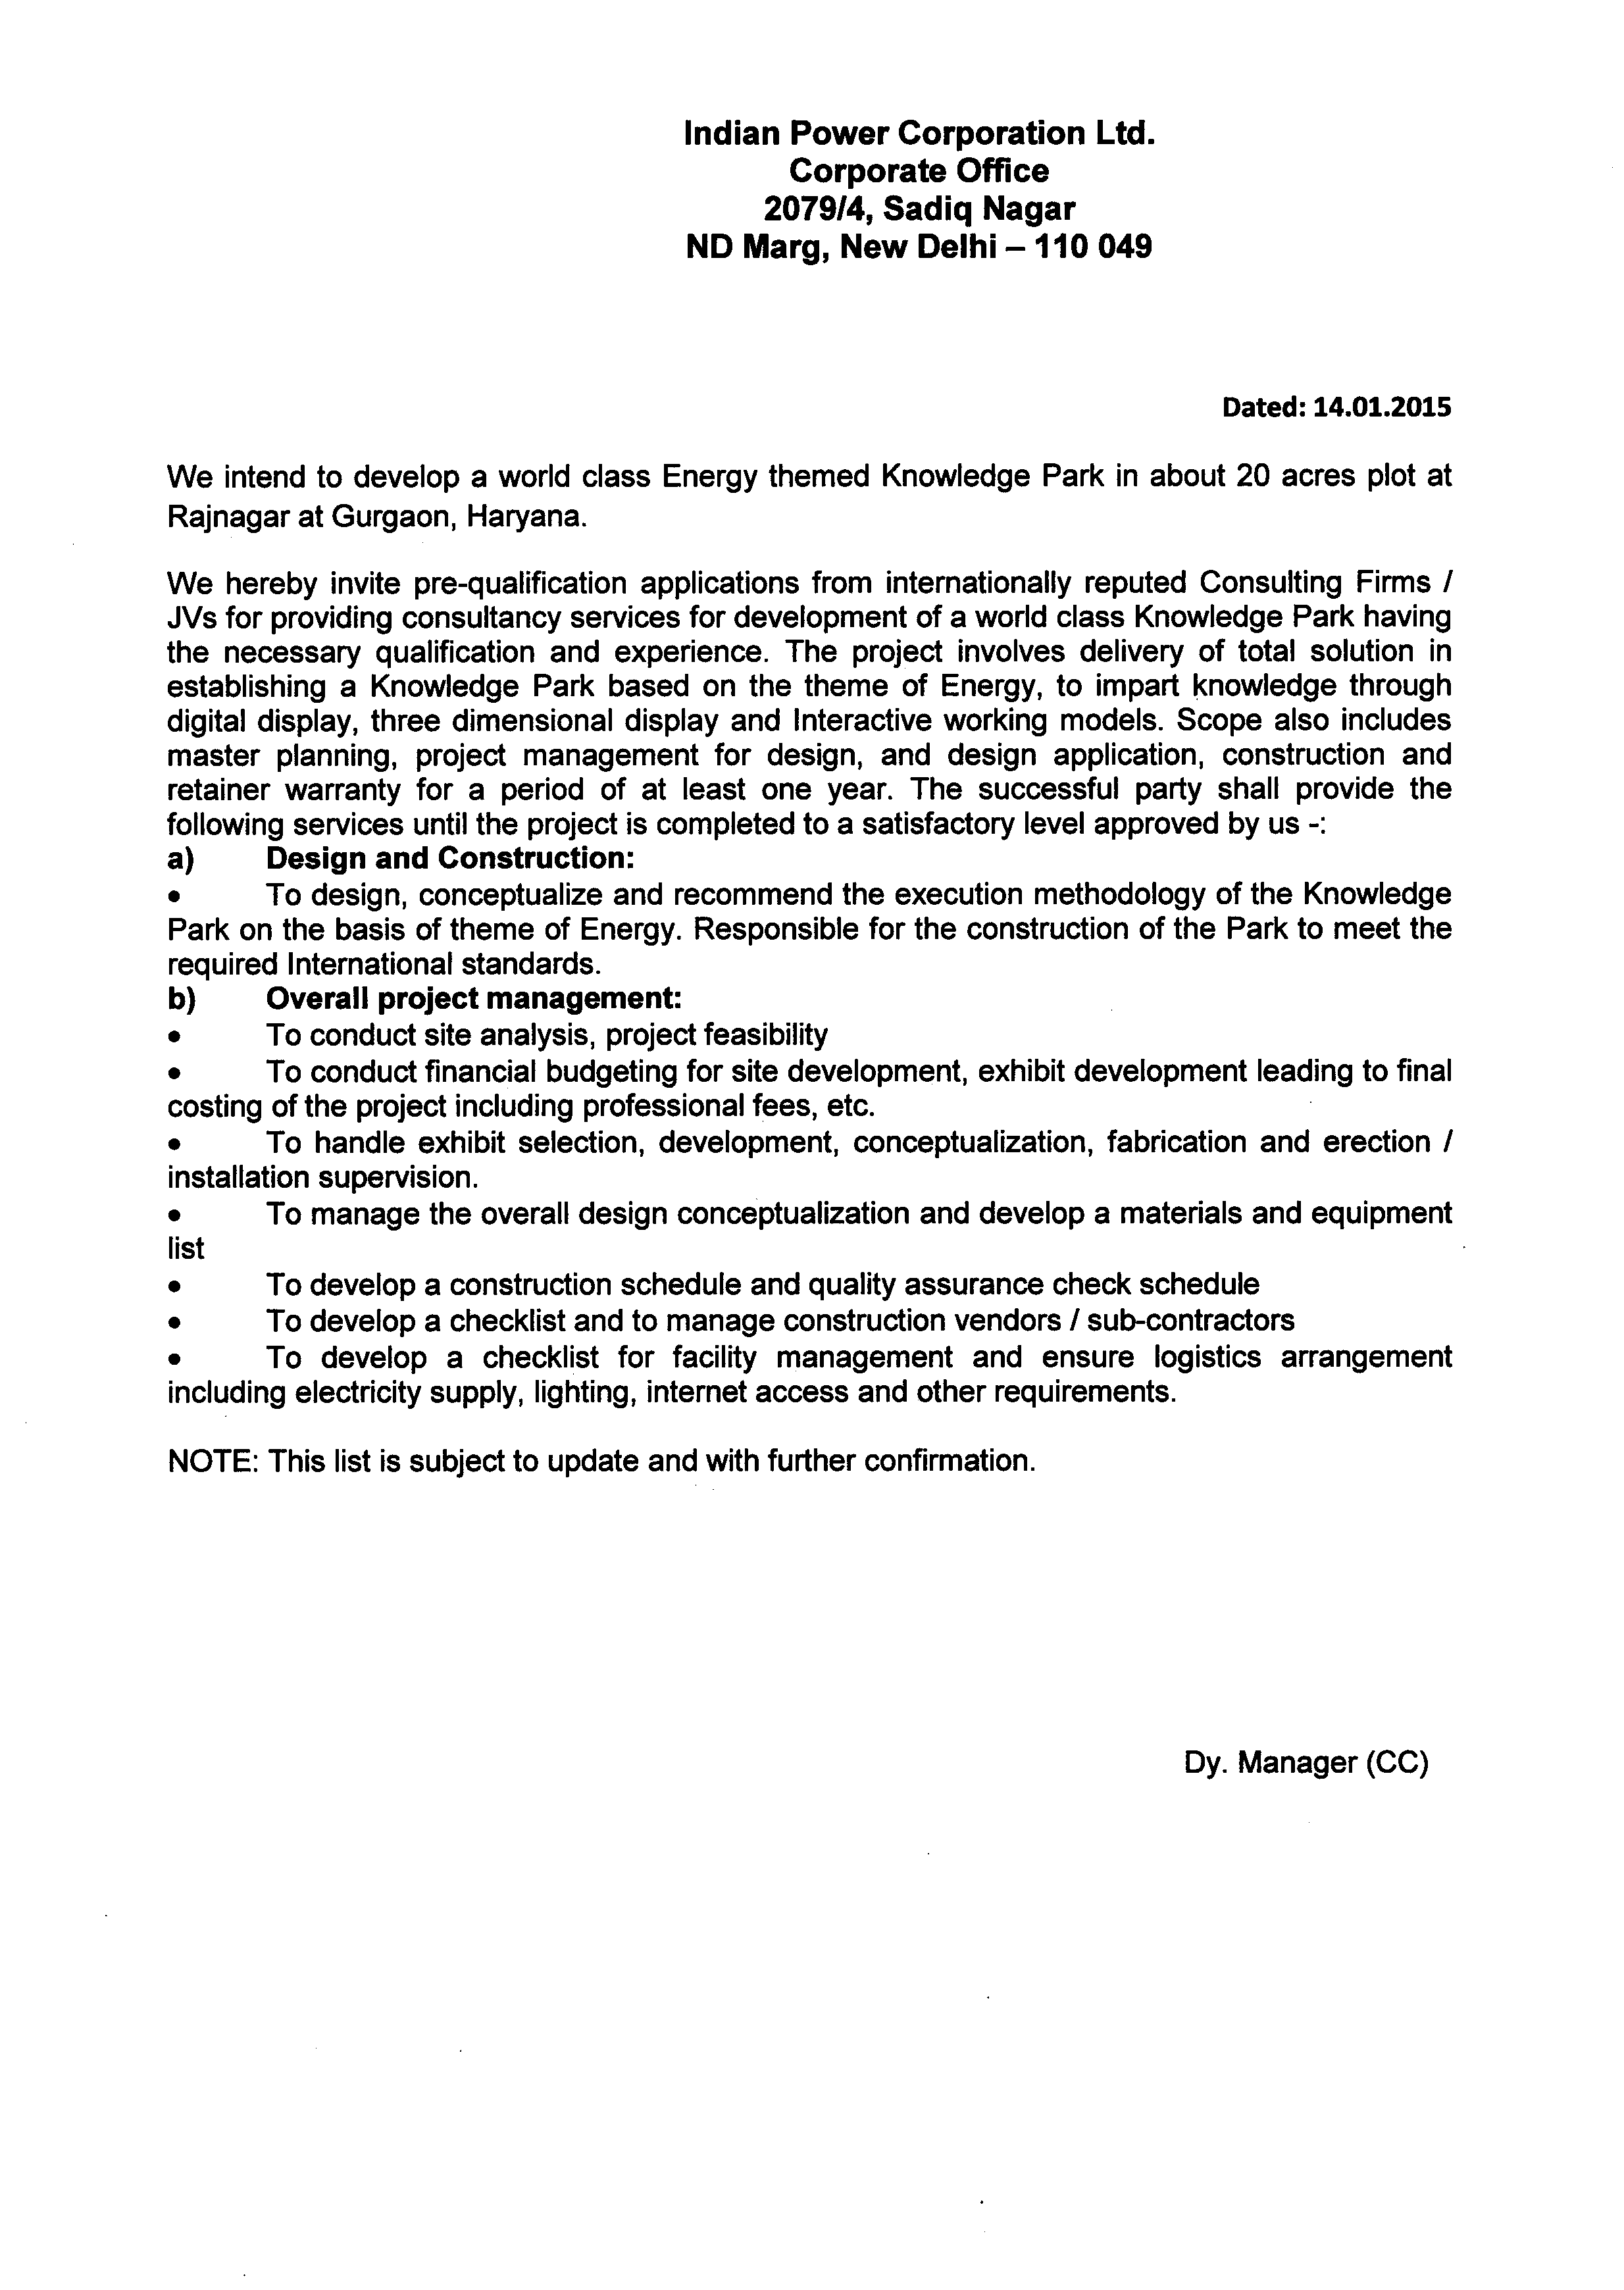 Indian Power Corporation Ltd.
Corporate Office
2079/4, Sadiq Nagar
ND Marg, New Delhi – 110 049
Dated: 14.01.2015
We intend to develop a world class Energy themed Knowledge Park in about 20 acres plot at
Rajnagar at Gurgaon, Haryana.
We hereby invite pre-qualification applications from internationally reputed Consulting Firms /
JVs for providing consultancy services for development of a world class Knowledge Park having
the necessary qualification and experience. The project involves delivery of total solution in
establishing a Knowledge Park based on the theme of Energy, to impart knowledge through
digital display, three dimensional display and Interactive working models. Scope also includes
master planning, project management for design, and design application, construction and
retainer warranty for a period of at least one year. The successful party shall provide the
following services until the project is completed to a satisfactory level approved by us -:
a) Design and Construction:
• To design, conceptualize and recommend the execution methodology of the Knowledge
Park on the basis of theme of Energy. Responsible for the construction of the Park to meet the
required International standards.
b) Overall project management:
• To conduct site analysis, project feasibility
• To conduct financial budgeting for site development, exhibit development leading to final
costing of the project including professional fees, etc.
• To handle exhibit selection, development, conceptualization, fabrication and erection /
installation supervision.
• To manage the overall design conceptualization and develop a materials and equipment
list
• To develop a construction schedule and quality assurance check schedule
• To develop a checklist and to manage construction vendors / sub-contractors
• To develop a checklist for facility management and ensure logistics arrangement
including electricity supply, lighting, internet access and other requirements.
NOTE: This list is subject to update and with further confirmation.
Dy. Manager (CC)